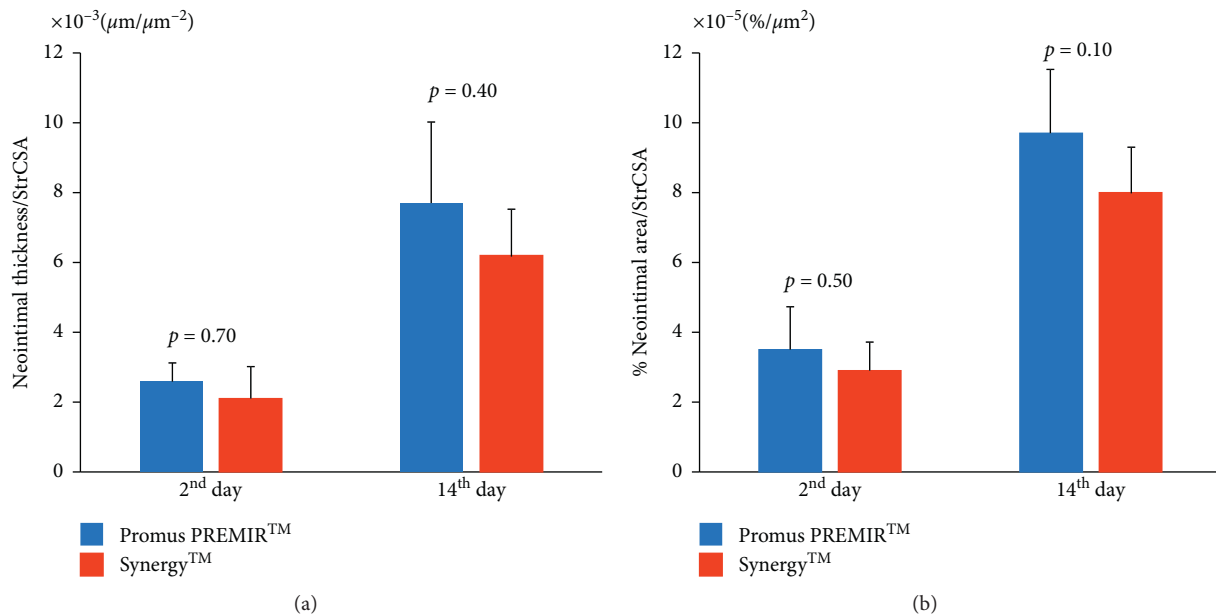 ×10⁻³(μm/μm⁻²)
12
10
8
6
4
2
0
Neointimal thickness/StrCSA
p = 0.70
p = 0.40
2ⁿᵈ day
14ᵗʰ day
Promus PREMIR™
Synergy™
(a)
×10⁻⁵(%/μm²)
12
10
8
6
4
2
0
% Neointimal area/StrCSA
p = 0.50
p = 0.10
2ⁿᵈ day
14ᵗʰ day
Promus PREMIR™
Synergy™
(b)